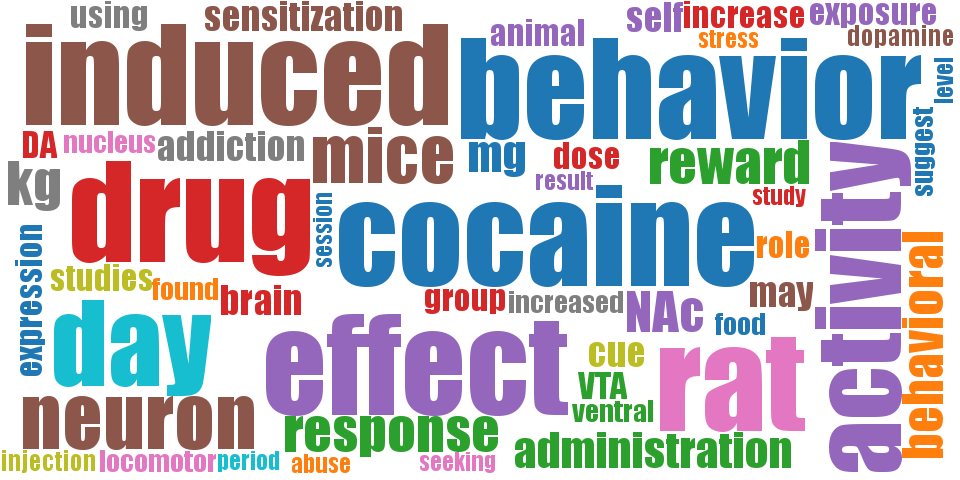 using
sensitization
self
increase
exposure
animal
stress
dopamine
induced
behavior
level
DA
nucleus
addiction
mice
mg
dose
reward
suggest
result
kg
drug
session
cocaine
study
activity
role
expression
studies
found
brain
group
increased
NAc
may
behavioral
day
effect
food
cue
rat
VTA
neuron
response
ventral
administration
injection
locomotor
period
abuse
seeking